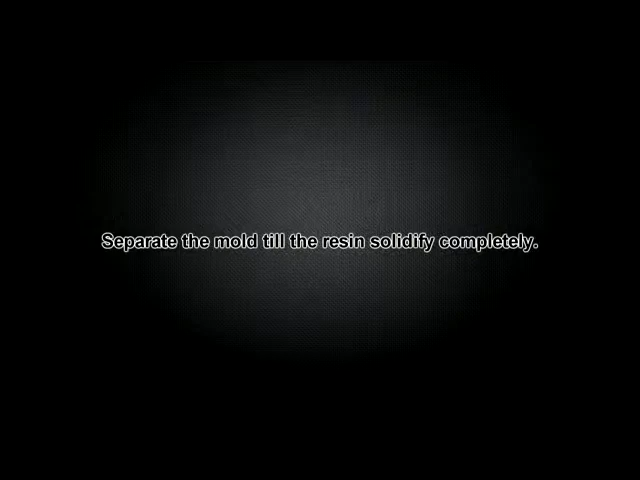 Separate the mold till the resin solidify completely.